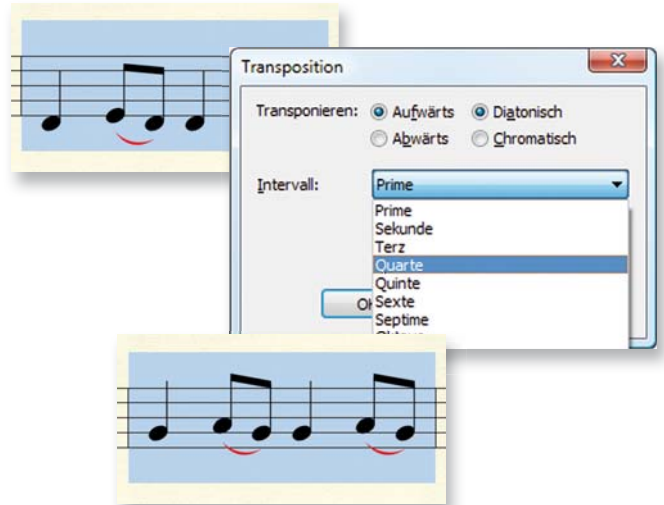 Transposition
Transponieren: Aufwärts Diatonisch
Abwärts Chromatisch
Intervall: Prime
Prime
Sekunde
Terz
Quarte
Quinte
Sexte
Septime